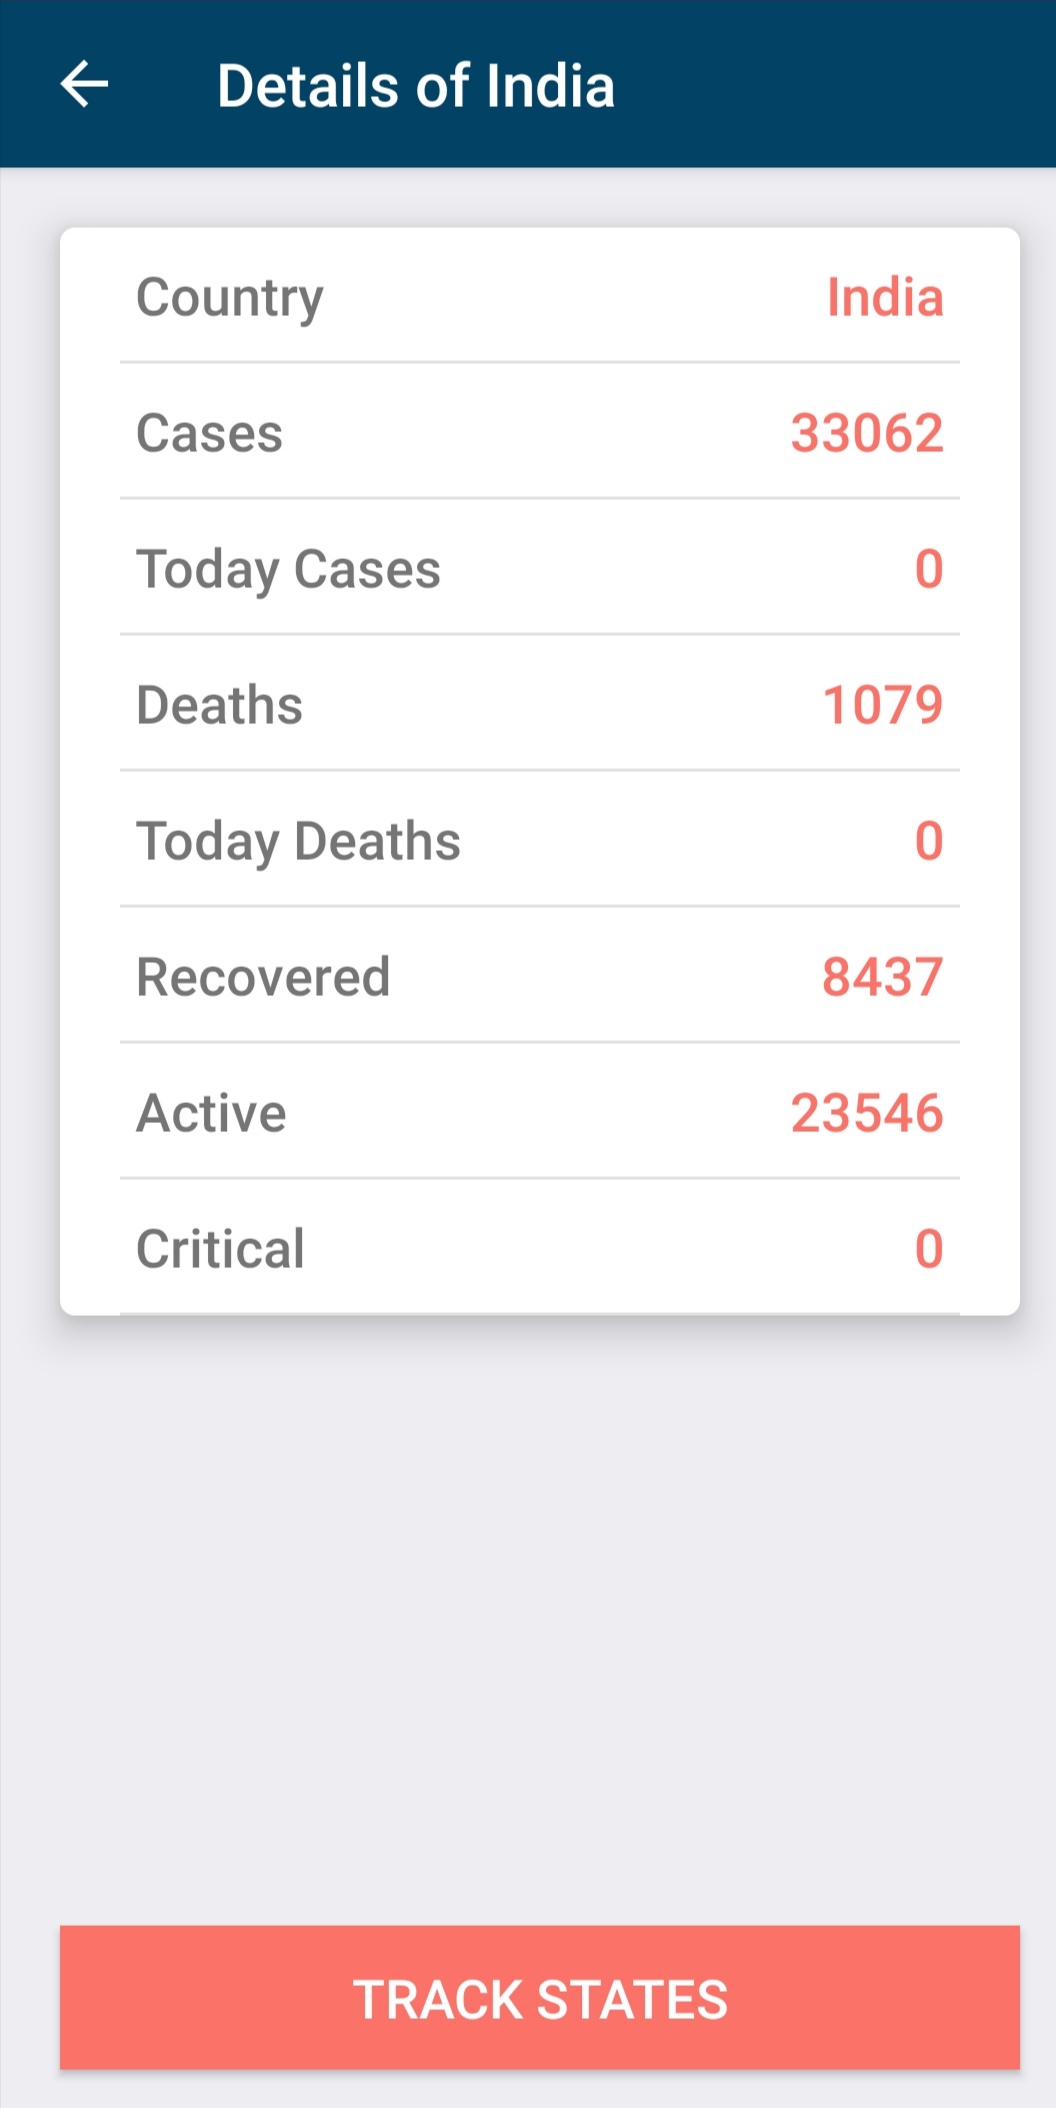 Details of India
Country India
Cases 33062
Today Cases 0
Deaths 1079
Today Deaths 0
Recovered 8437
Active 23546
Critical 0
TRACK STATES